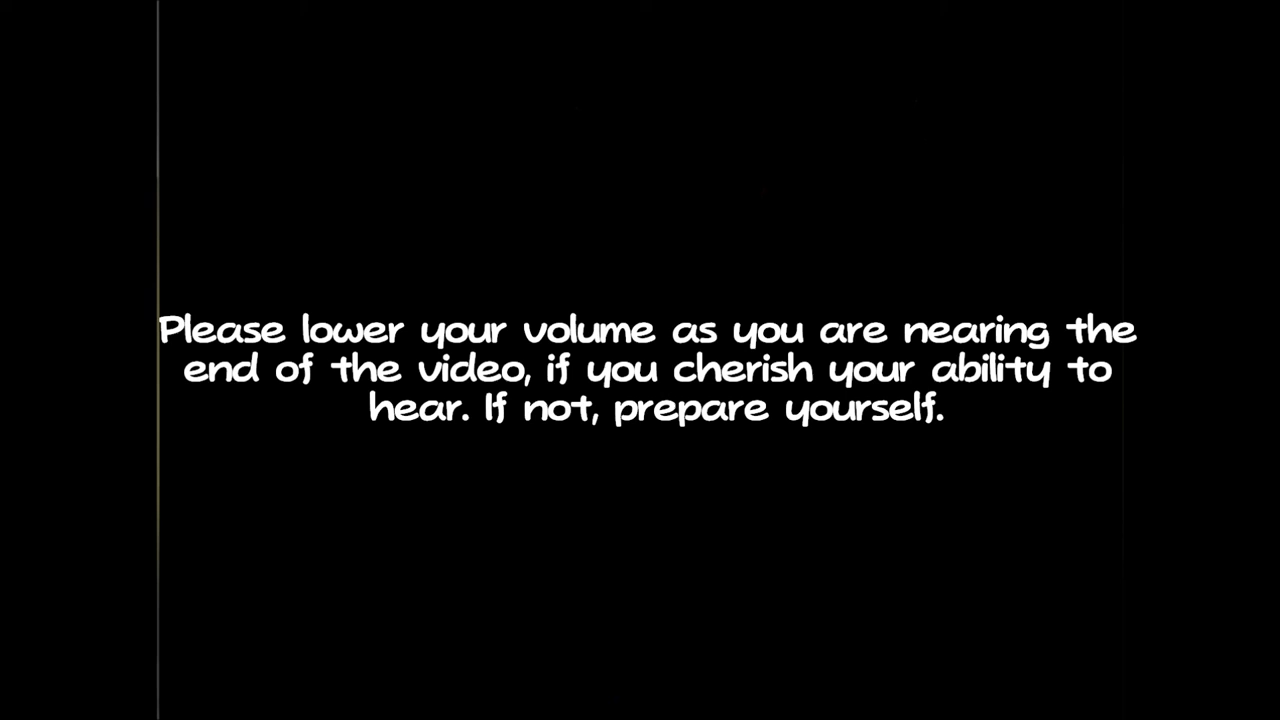 Please lower your volume as you are nearing the
end of the video, if you cherish your ability to
hear. If not, prepare yourself.